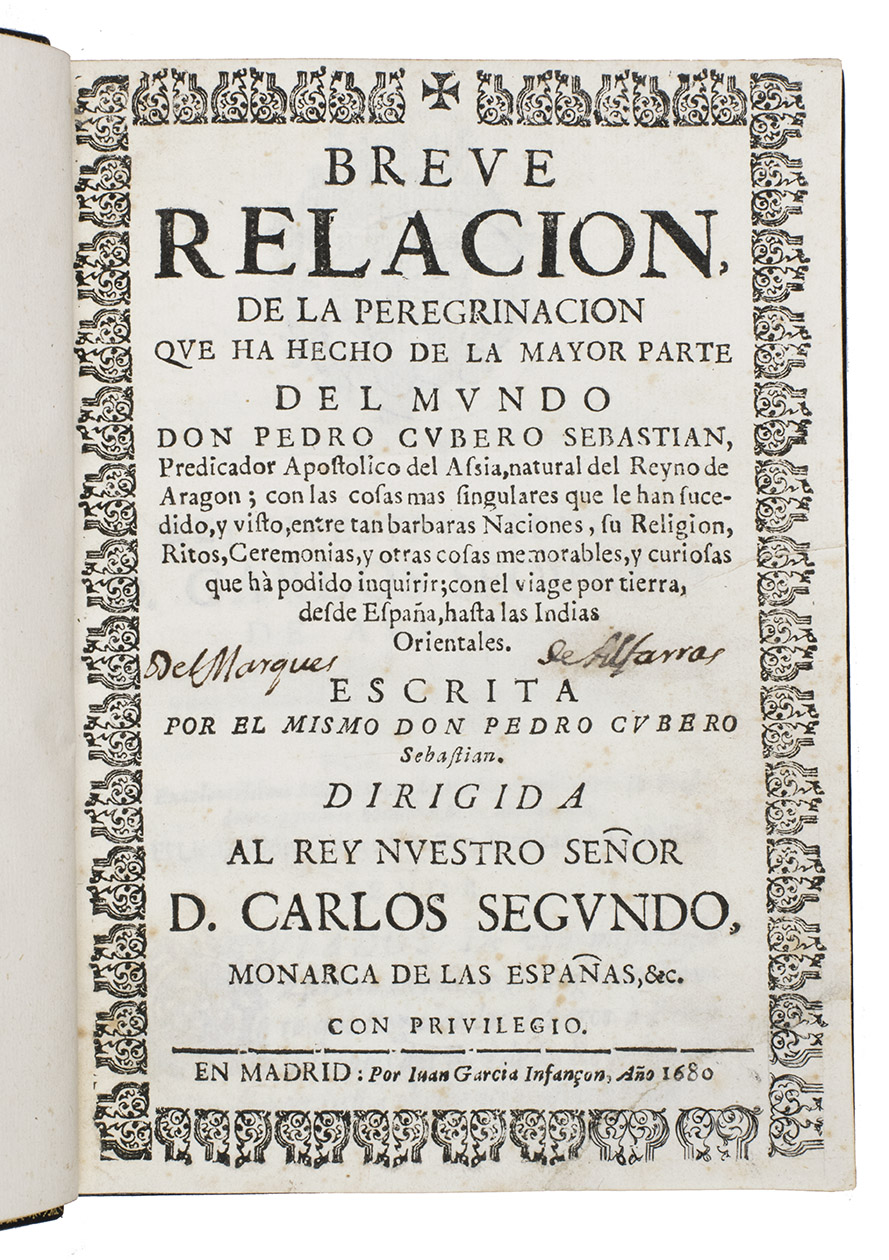 BREVE
RELACION,
DE LA PEREGRINACION
QVE HA HECHO DE LA MAYOR PARTE
DEL MVNDO
DON PEDRO CVBERO SEBASTIAN,
Predicador Apoſtolico del Aſsia, natural del Reyno de
Aragon; con las coſas mas ſingulares que le han ſuce-
dido, y viſto, entre tan barbaras Naciones, ſu Religion,
Ritos, Ceremonias, y otras coſas memorables, y curioſas
que hà podido inquirir; con el viage por tierra,
deſde Eſpaña, haſta las Indias
Orientales.
Del Marques de Alfarras
ESCRITA
POR EL MISMO DON PEDRO CVBERO
Sebaſtian.
DIRIGIDA
AL REY NVESTRO SEÑOR
D. CARLOS SEGVNDO,
MONARCA DE LAS ESPAÑAS, &c.
CON PRIVILEGIO.
EN MADRID: Por Iuan Garcia Infançon, Año 1680